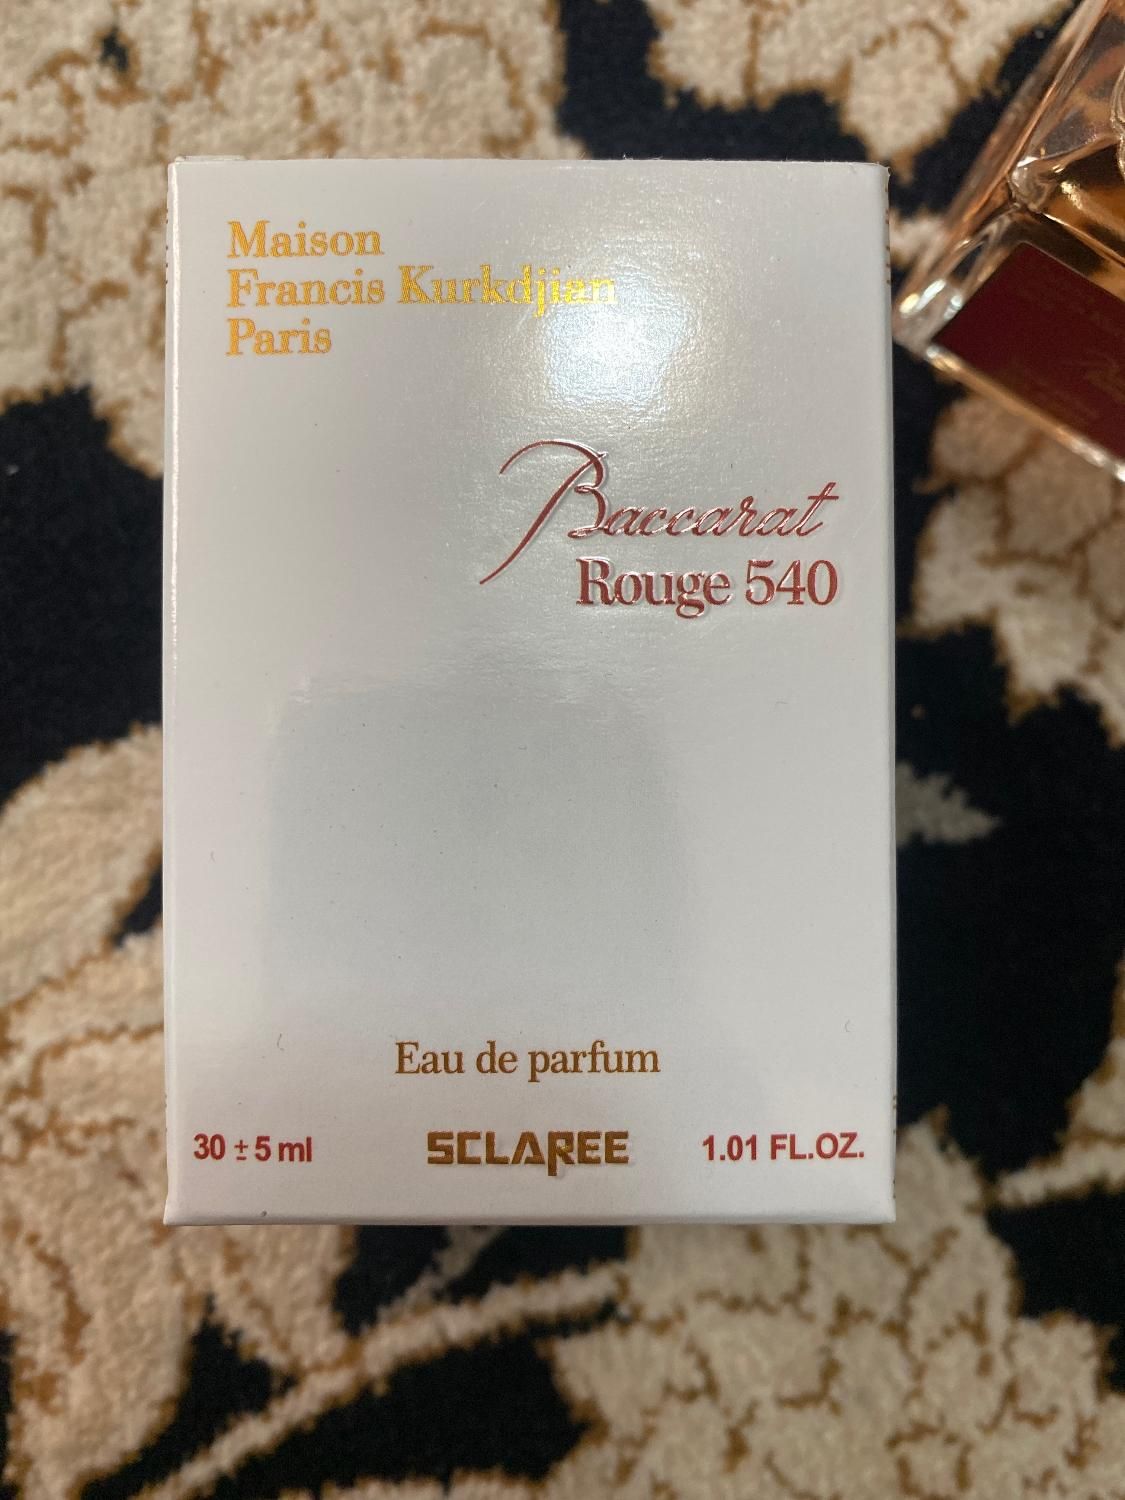 Maison
Francis Kurkdjian
Paris
Baccarat
Rouge 540
Eau de parfum
30 ± 5 ml
SCLAREE
1.01 FL.OZ.